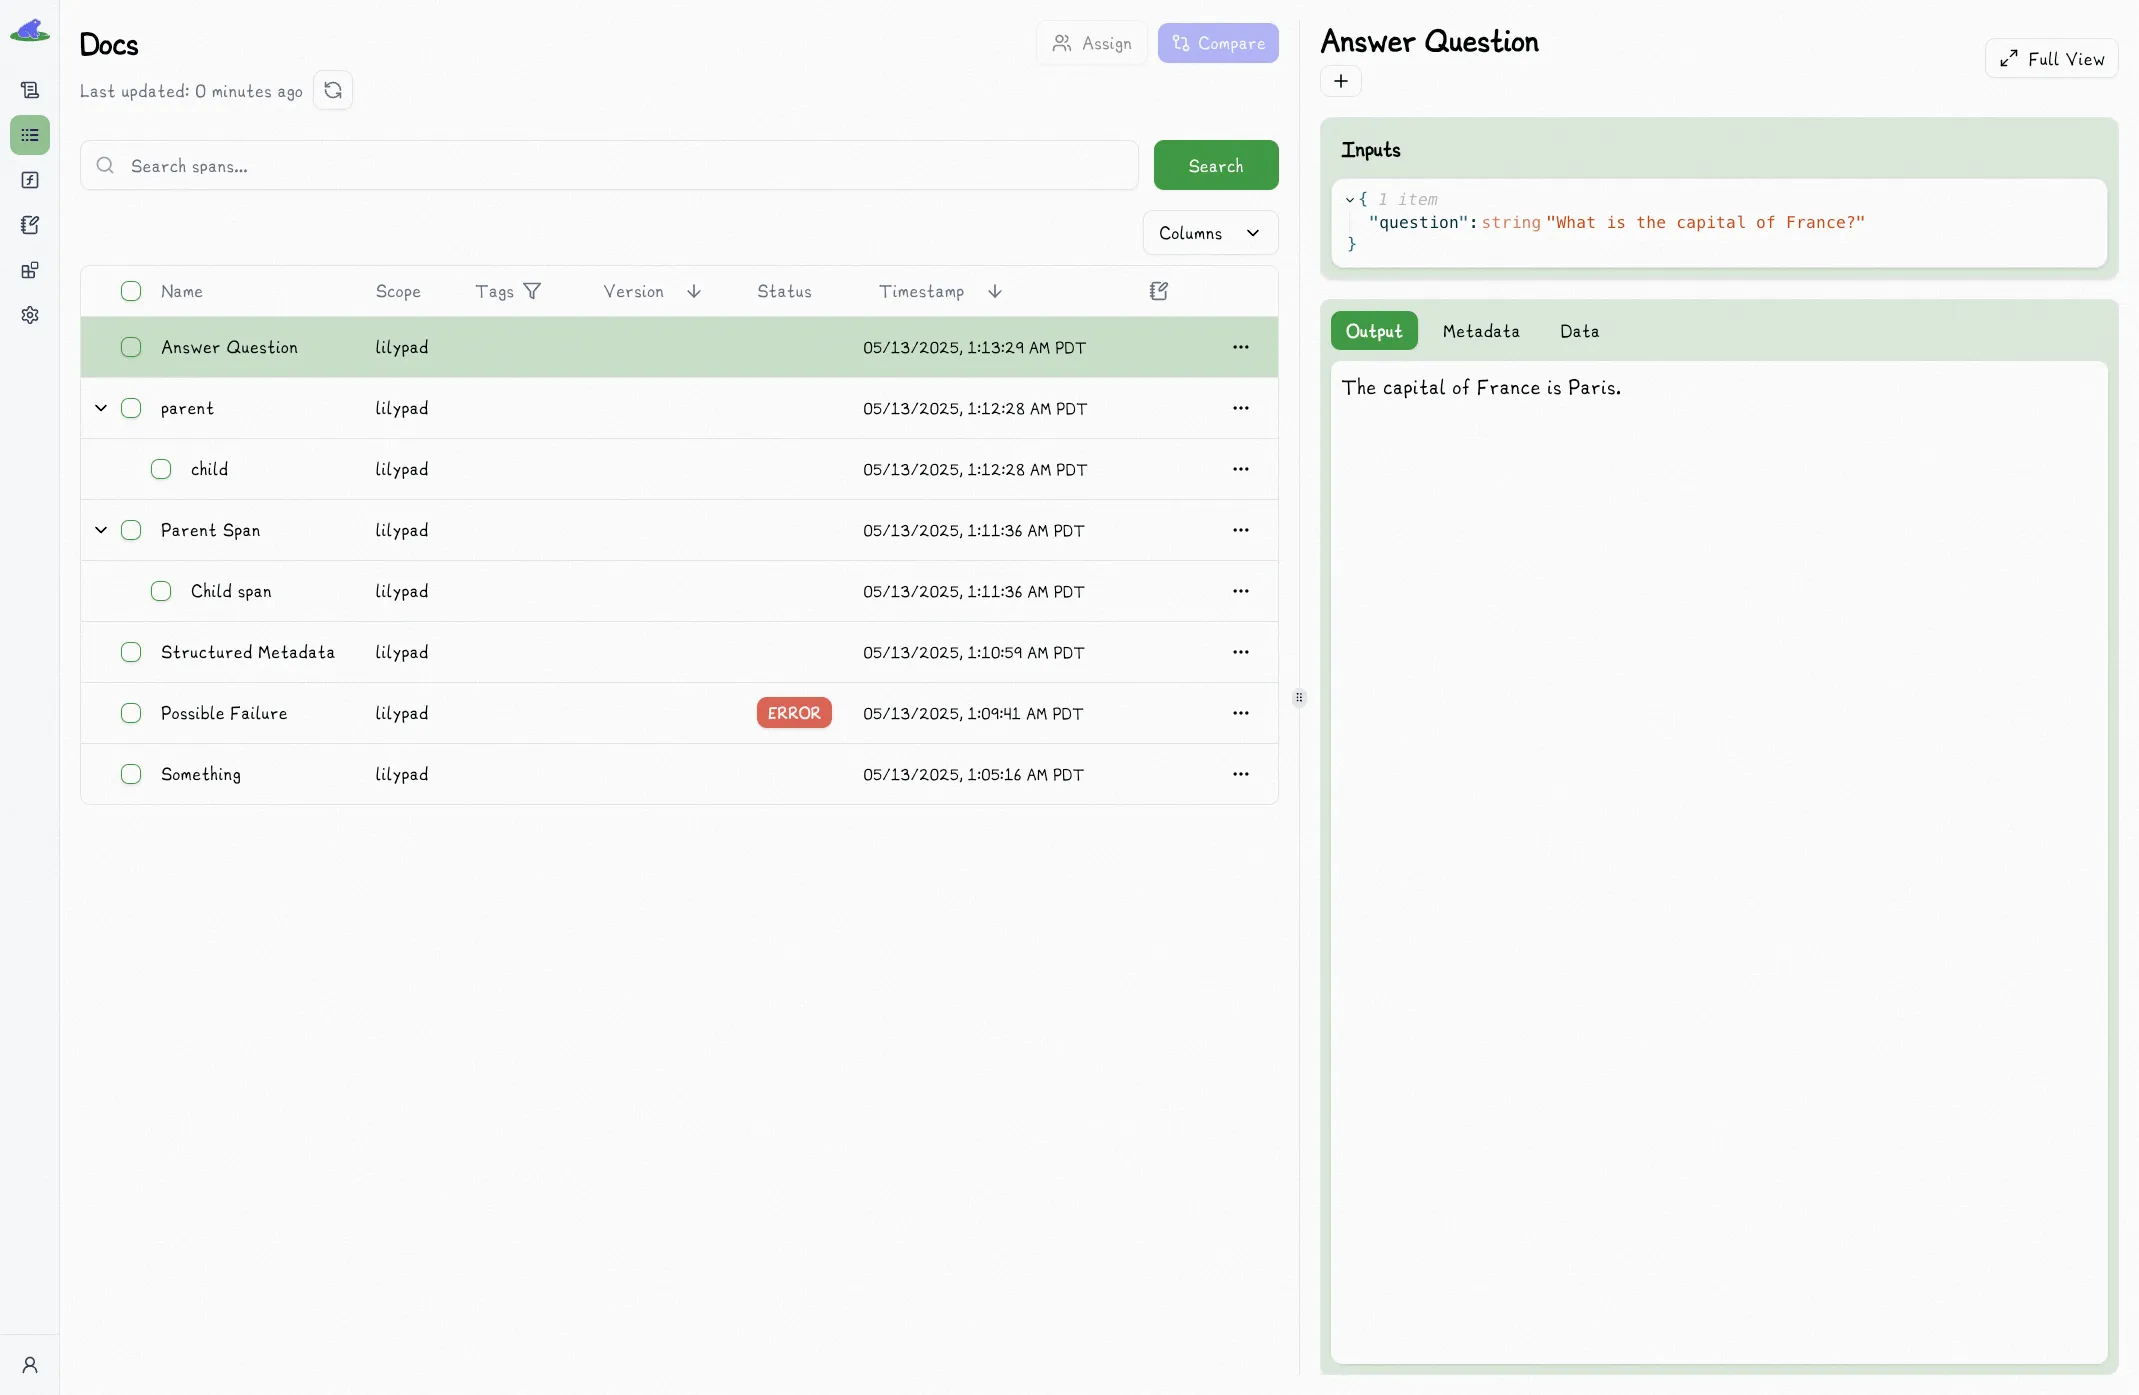 Docs
Assign
Compare
Last updated: 0 minutes ago
Search spans...
Search
Columns
Name Scope Tags Version Status Timestamp
Answer Question lilypad 05/13/2025, 1:13:29 AM PDT ...
parent lilypad 05/13/2025, 1:12:28 AM PDT ...
child lilypad 05/13/2025, 1:12:28 AM PDT ...
Parent Span lilypad 05/13/2025, 1:11:36 AM PDT ...
Child span lilypad 05/13/2025, 1:11:36 AM PDT ...
Structured Metadata lilypad 05/13/2025, 1:10:59 AM PDT ...
Possible Failure lilypad ERROR 05/13/2025, 1:09:41 AM PDT ...
Something lilypad 05/13/2025, 1:05:16 AM PDT ...
Answer Question
Full View
+
Inputs
{ 1 item
"question": string "What is the capital of France?"
}
Output Metadata Data
The capital of France is Paris.